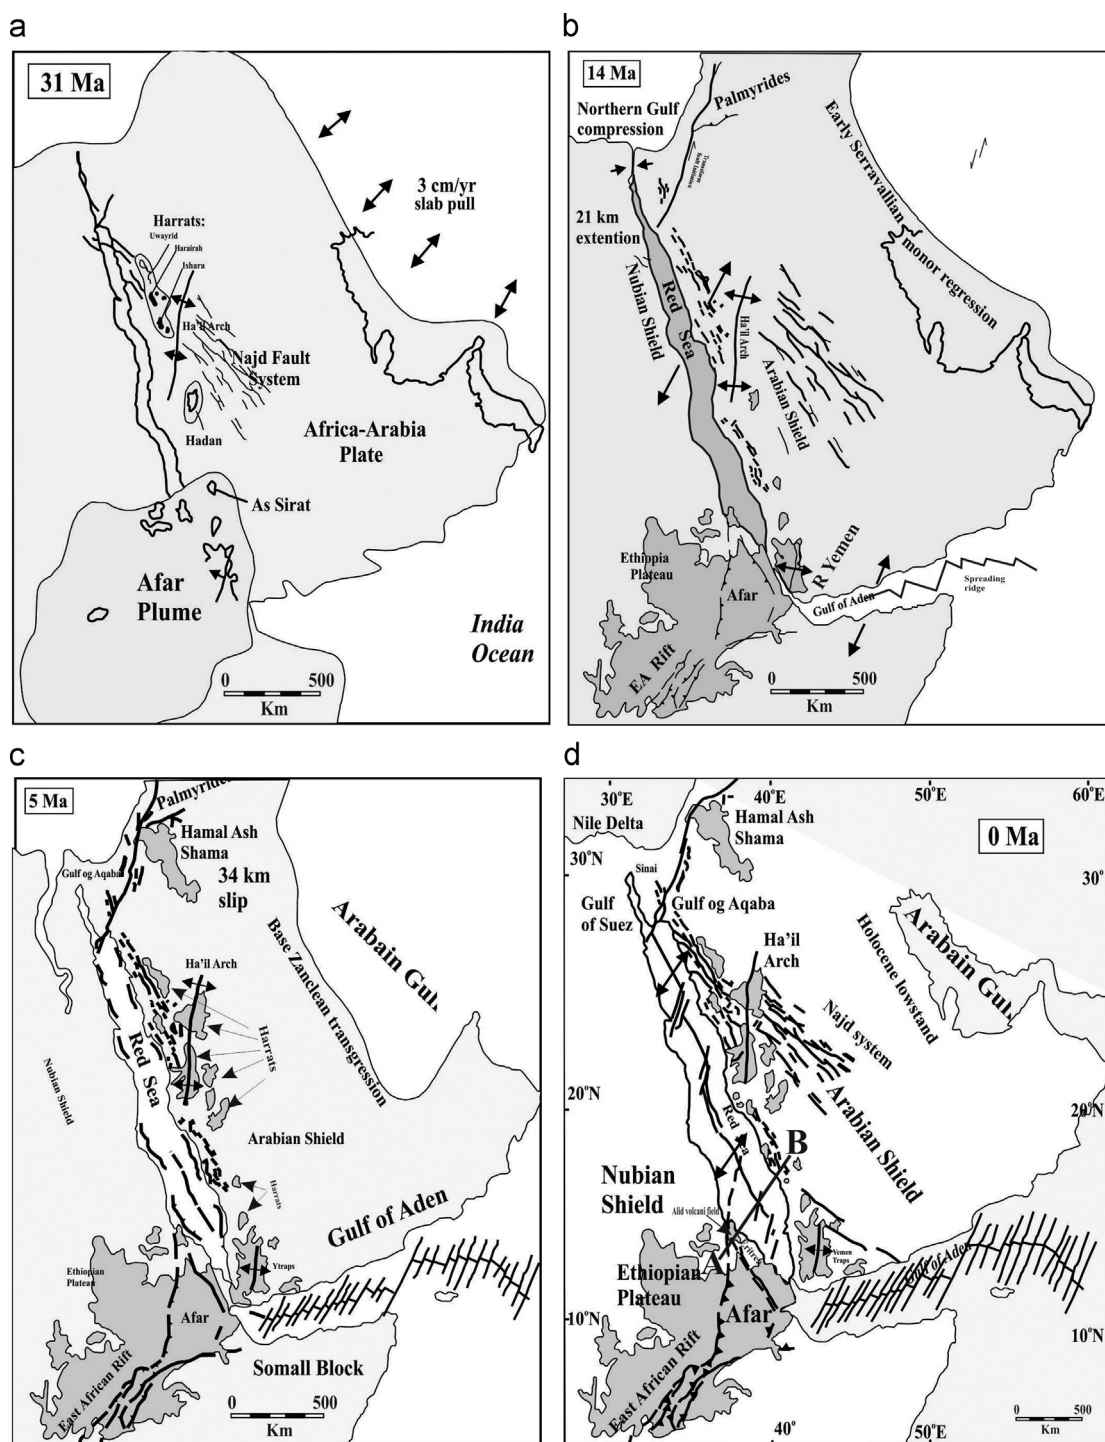 a
31 Ma
3 cm/yr
slab pull
Harrats:
Uwayrid
Harairah
Ishara
Ha'il Arch
Najd Fault
System
Hadan
Africa-Arabia
Plate
As Sirat
Afar
Plume
India
Ocean
0 500
Km
b
14 Ma
Northern Gulf
compression
Palmyrides
Early Serravallian
monor regression
21 km
extention
Nubian Shield
Red Sea
Ha'il Arch
Arabian Shield
Ethiopia
Plateau
Afar
R Yemen
Gulf of Aden
Spreading
ridge
EA Rift
0 500
Km
c
5 Ma
Palmyrides
Hamal Ash
Shama
Gulf og Aqaba
34 km
slip
Arabain Gulf
Base Zanclean transgression
Ha'il Arch
Harrats
Red Sea
Nubian Shield
Arabian Shield
Harrats
Gulf of Aden
Ethiopian
Plateau
Ytraps
Afar
East African Rift
Somall Block
0 500
Km
d
30°E
40°E
50°E
60°E
Nile Delta
Hamal Ash
Shama
0 Ma
30°N
30°
Sinai
Gulf
of Suez
Gulf og Aqaba
Ha'il
Arch
Arabain Gulf
Holocene lowstand
Najd system
Arabian Shield
20°N
20°N
Red Sea
B
Nubian
Shield
Alid volcani field
A
Eritrea
Yemen
Traps
Gulf of Aden
Ethiopian
Plateau
Afar
10°N
10°N
East African Rift
40°
50°E
0 500
Km